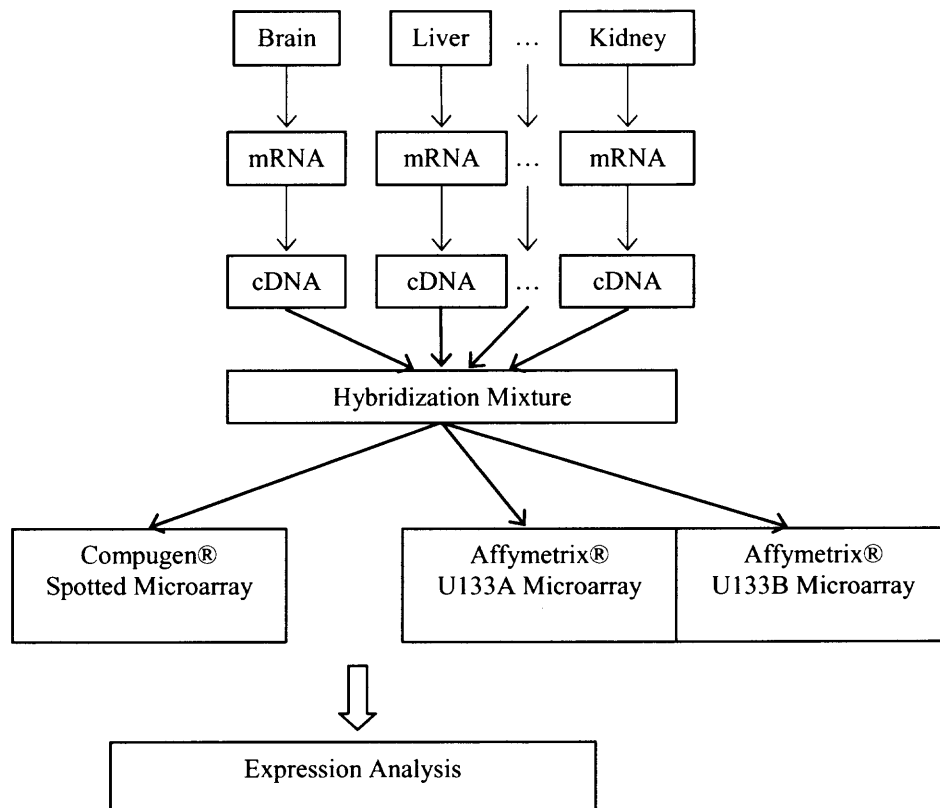 Brain Liver ... Kidney
mRNA mRNA ... mRNA
cDNA cDNA ... cDNA
Hybridization Mixture
Compugen®
Spotted Microarray
Affymetrix®
U133A Microarray
Affymetrix®
U133B Microarray
Expression Analysis